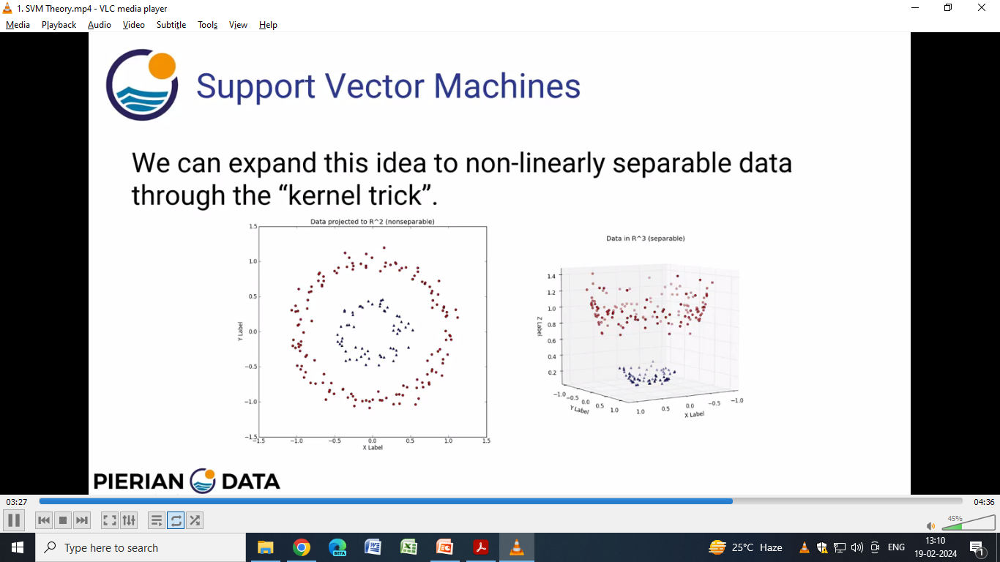 1. SVM Theory.mp4 - VLC media player
Media Playback Audio Video Subtitle Tools View Help
Support Vector Machines
We can expand this idea to non-linearly separable data
through the “kernel trick”.
Data projected to R^2 (nonseparable)
1.5
1.0
0.5
0.0
−0.5
−1.0
−1.5
Y Label
−1.5 −1.0 −0.5 0.0 0.5 1.0 1.5
X Label
Data in R^3 (separable)
1.4
1.2
1.0
0.8
0.6
0.4
0.2
Z Label
−1.0 −0.5 0.0 0.5 1.0
Y Label
1.0 0.5 0.0 −0.5 −1.0
X Label
PIERIAN DATA
03:27 04:36
45%
Type here to search
BETA
25°C Haze
ENG
13:10
19-02-2024
1